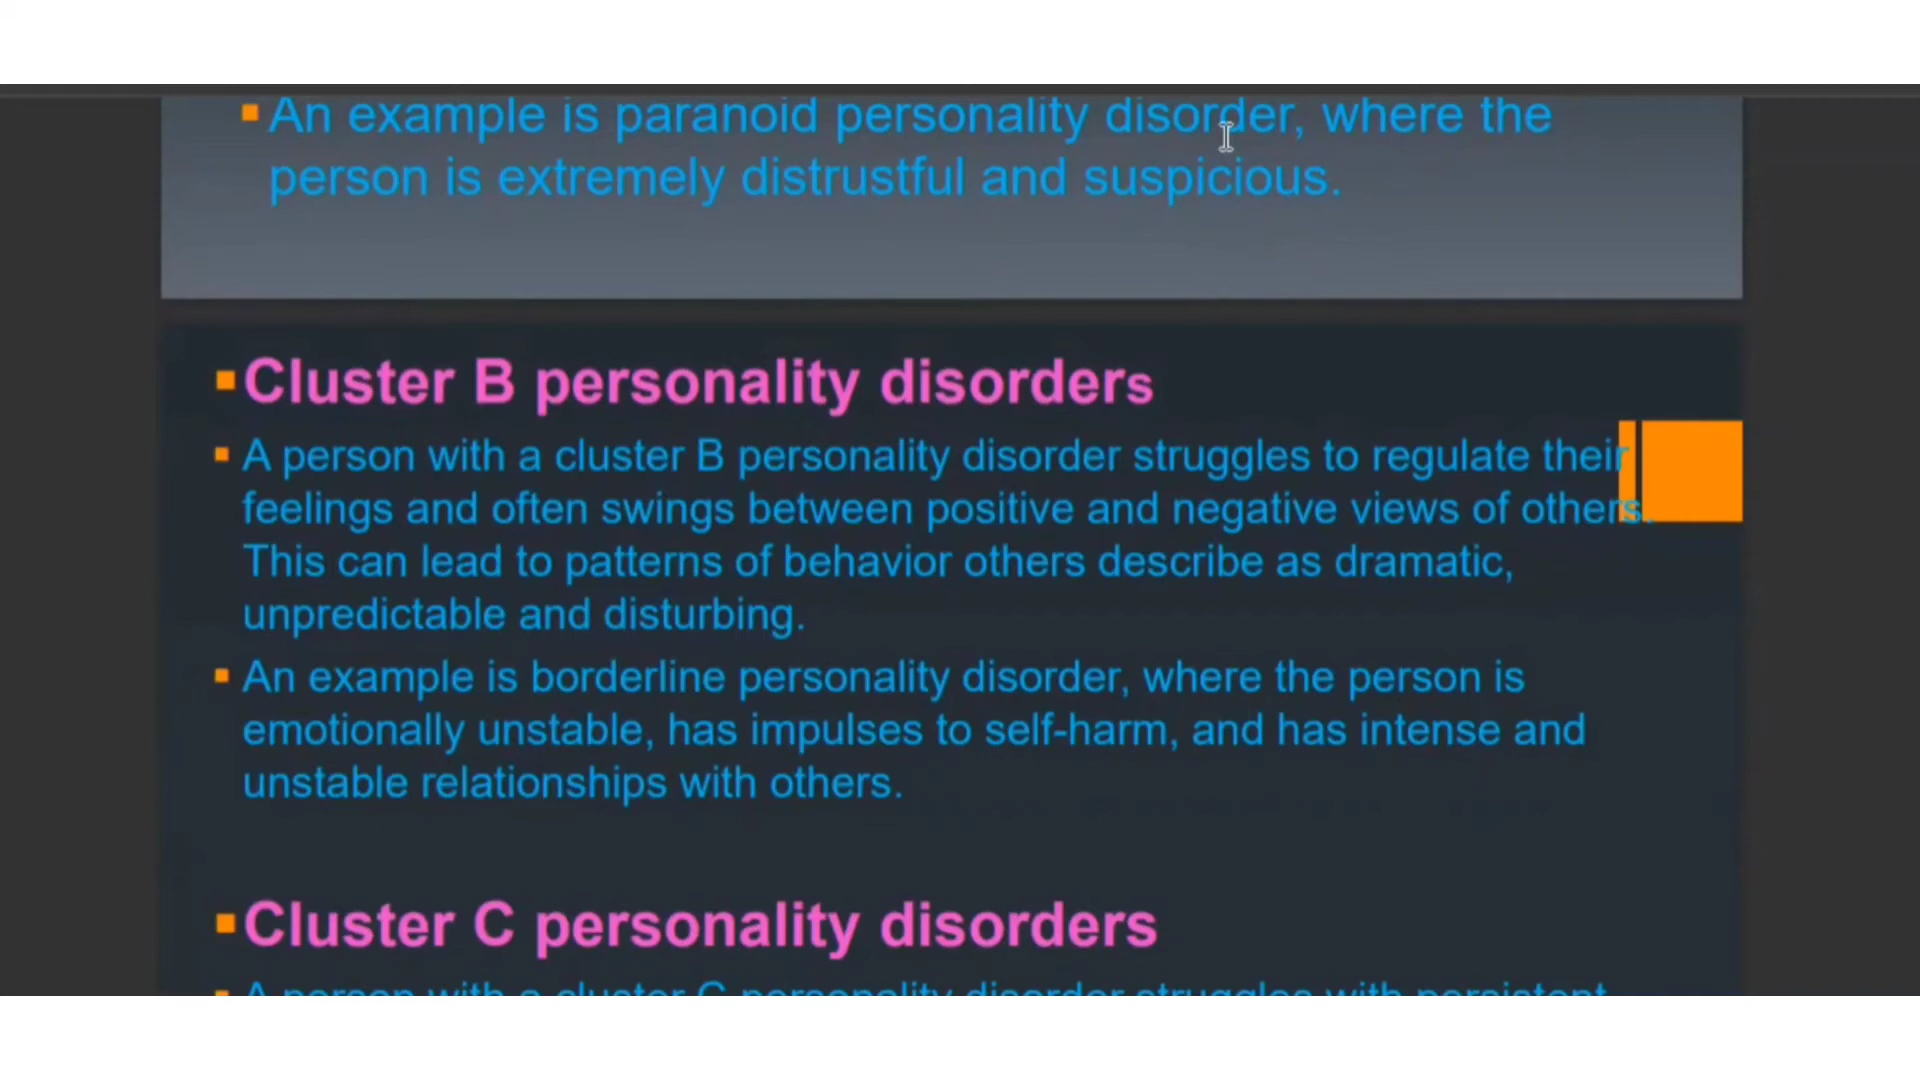 An example is paranoid personality disorder, where the
person is extremely distrustful and suspicious.
Cluster B personality disorders
A person with a cluster B personality disorder struggles to regulate their
feelings and often swings between positive and negative views of others.
This can lead to patterns of behavior others describe as dramatic,
unpredictable and disturbing.
An example is borderline personality disorder, where the person is
emotionally unstable, has impulses to self-harm, and has intense and
unstable relationships with others.
Cluster C personality disorders
A person with a cluster C personality disorder struggles with persistent